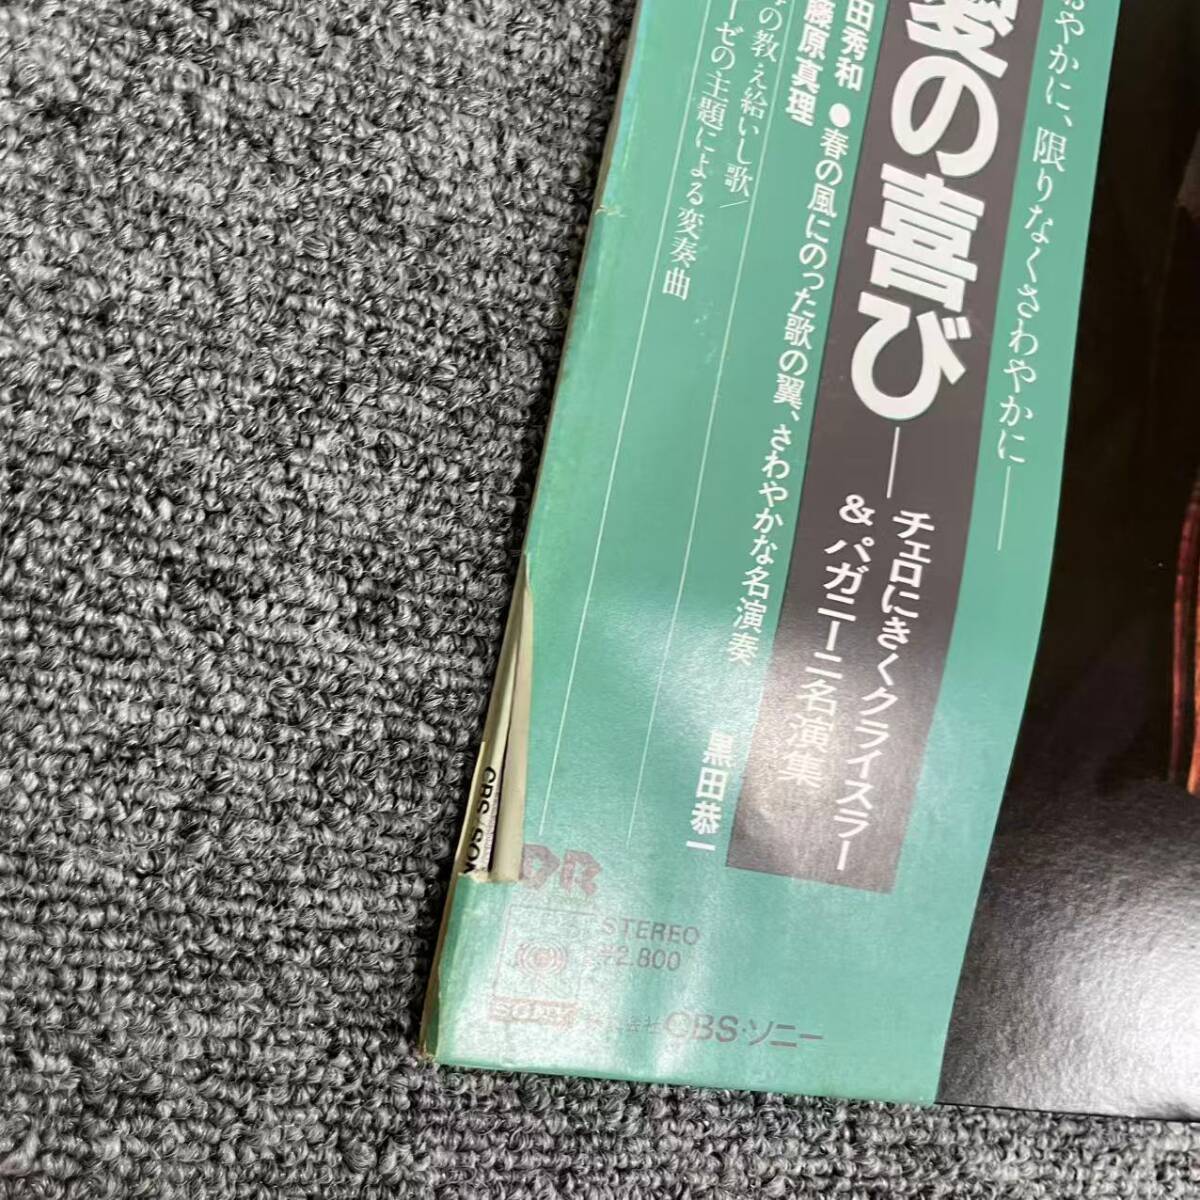 やかに、限りなくさわやかに──
愛の喜び──
チェロにきくクライスラー
&パガニーニ名演集
田秀和 ●春の風にのった歌の翼、さわやかな名演奏 黒田恭一
藤原真理
の教え給いし歌/
ーゼの主題による変奏曲
STEREO
¥2,800
SONY
CBS・ソニー
CBS